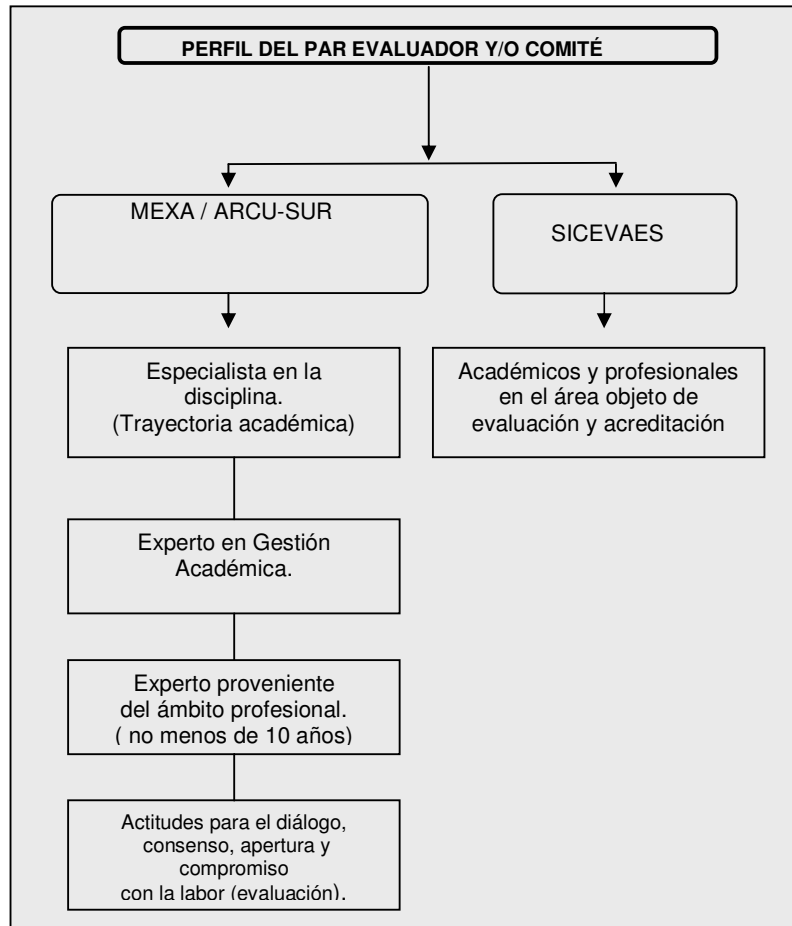 PERFIL DEL PAR EVALUADOR Y/O COMITÉ
MEXA / ARCU-SUR
SICEVAES
Especialista en la
disciplina.
(Trayectoria académica)
Académicos y profesionales
en el área objeto de
evaluación y acreditación
Experto en Gestión
Académica.
Experto proveniente
del ámbito profesional.
( no menos de 10 años)
Actitudes para el diálogo,
consenso, apertura y
compromiso
con la labor (evaluación).